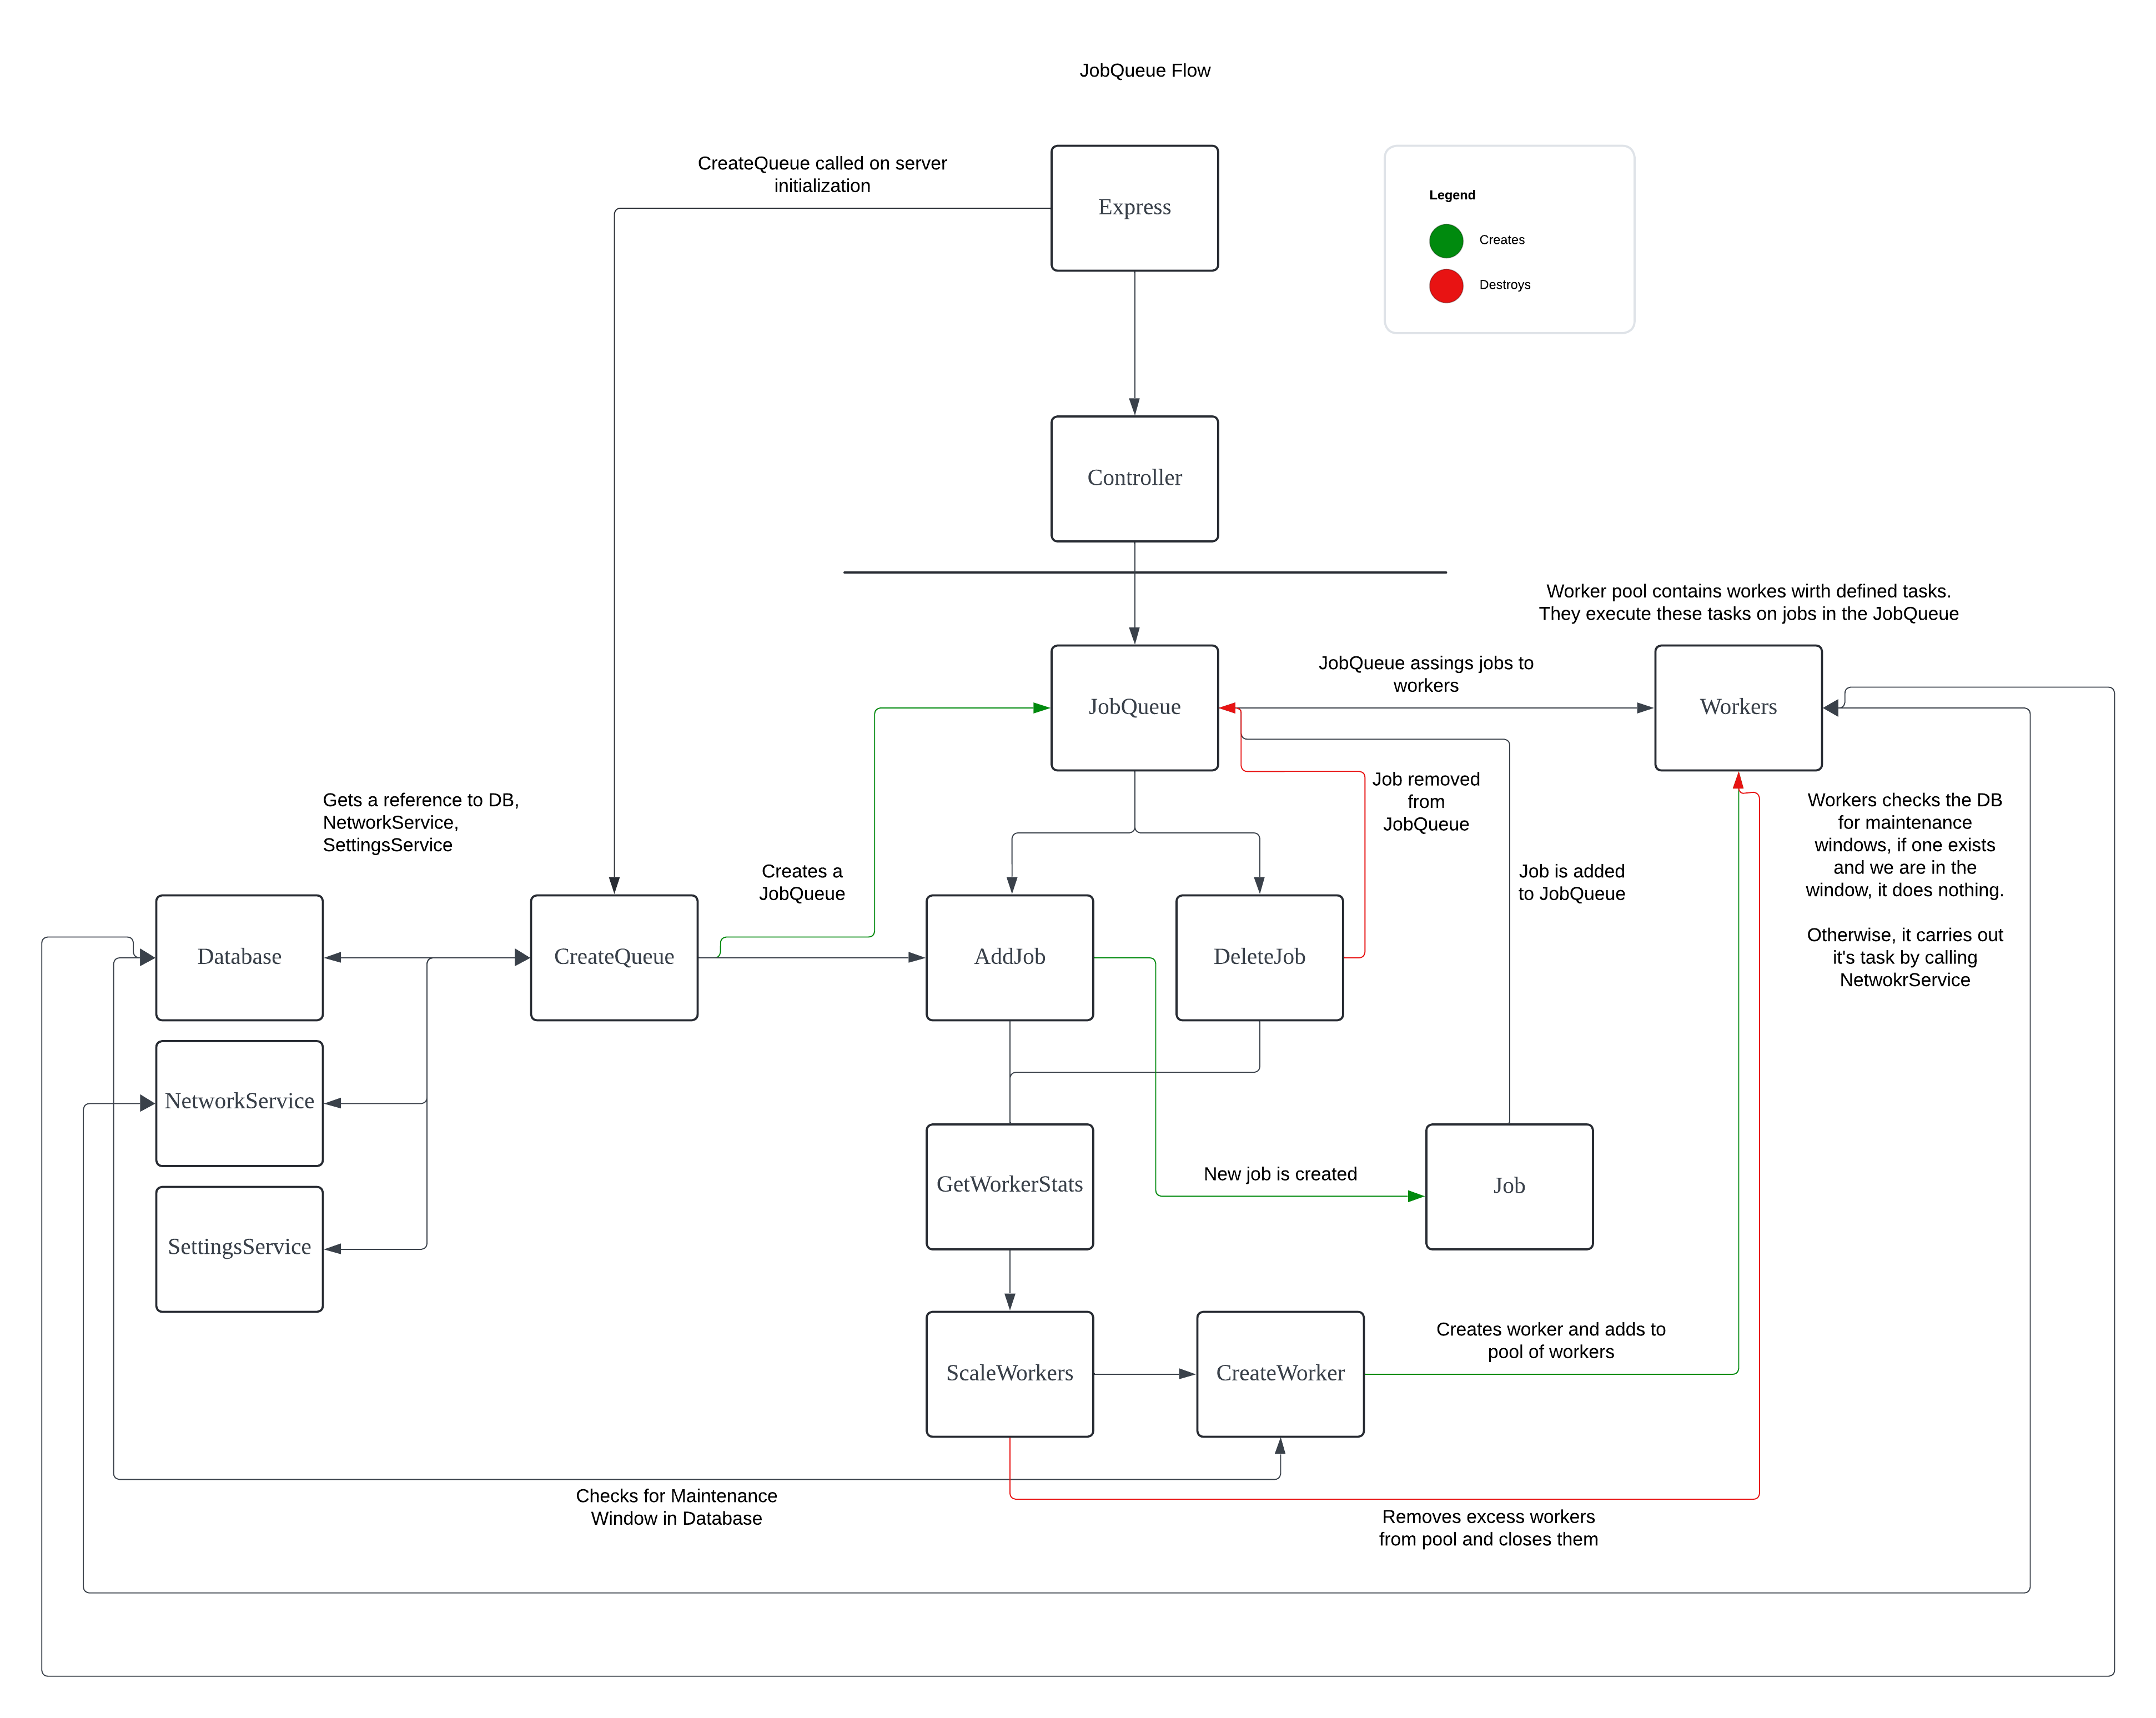 JobQueue Flow
CreateQueue called on server
initialization
Express
Legend
Creates
Destroys
Controller
Worker pool contains workes wirth defined tasks.
They execute these tasks on jobs in the JobQueue
JobQueue assings jobs to
workers
JobQueue
Workers
Job removed
from
JobQueue
Gets a reference to DB,
NetworkService,
SettingsService
Creates a
JobQueue
Job is added
to JobQueue
Workers checks the DB
for maintenance
windows, if one exists
and we are in the
window, it does nothing.
Otherwise, it carries out
it's task by calling
NetwokrService
Database
CreateQueue
AddJob
DeleteJob
NetworkService
GetWorkerStats
New job is created
Job
SettingsService
ScaleWorkers
CreateWorker
Creates worker and adds to
pool of workers
Checks for Maintenance
Window in Database
Removes excess workers
from pool and closes them